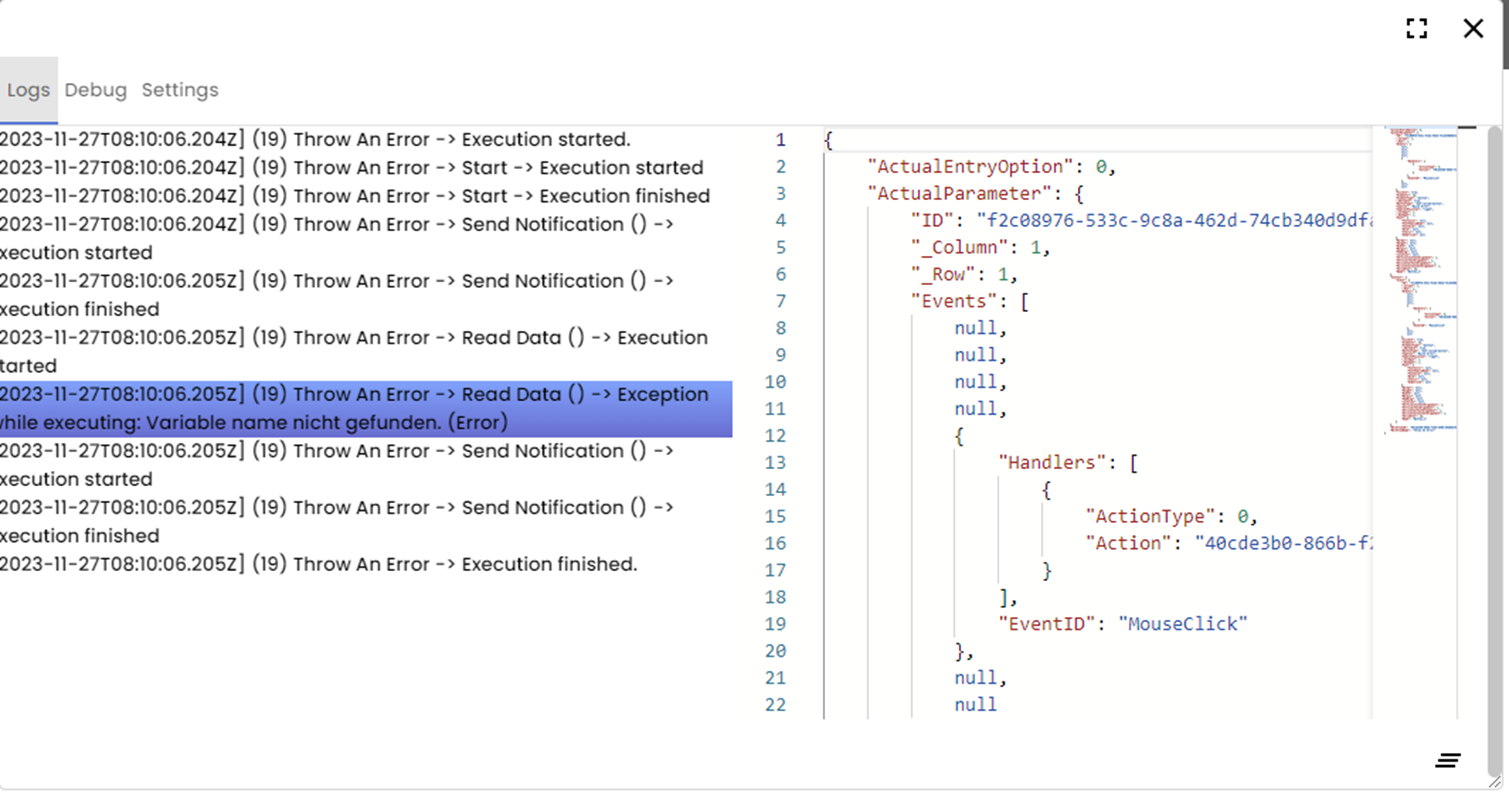 Logs Debug Settings
2023-11-27T08:10:06.204Z] (19) Throw An Error -> Execution started.
2023-11-27T08:10:06.204Z] (19) Throw An Error -> Start -> Execution started
2023-11-27T08:10:06.204Z] (19) Throw An Error -> Start -> Execution finished
2023-11-27T08:10:06.204Z] (19) Throw An Error -> Send Notification () ->
xecution started
2023-11-27T08:10:06.205Z] (19) Throw An Error -> Send Notification () ->
xecution finished
2023-11-27T08:10:06.205Z] (19) Throw An Error -> Read Data () -> Execution
tarted
2023-11-27T08:10:06.205Z] (19) Throw An Error -> Read Data () -> Exception
while executing: Variable name nicht gefunden. (Error)
2023-11-27T08:10:06.205Z] (19) Throw An Error -> Send Notification () ->
xecution started
2023-11-27T08:10:06.205Z] (19) Throw An Error -> Send Notification () ->
xecution finished
2023-11-27T08:10:06.205Z] (19) Throw An Error -> Execution finished.
1 {
2 "ActualEntryOption": 0,
3 "ActualParameter": {
4 "ID": "f2c08976-533c-9c8a-462d-74cb340d9dfa
5 "_Column": 1,
6 "_Row": 1,
7 "Events": [
8 null,
9 null,
10 null,
11 null,
12 {
13 "Handlers": [
14 {
15 "ActionType": 0,
16 "Action": "40cde3b0-866b-f2
17 }
18 ],
19 "EventID": "MouseClick"
20 },
21 null,
22 null